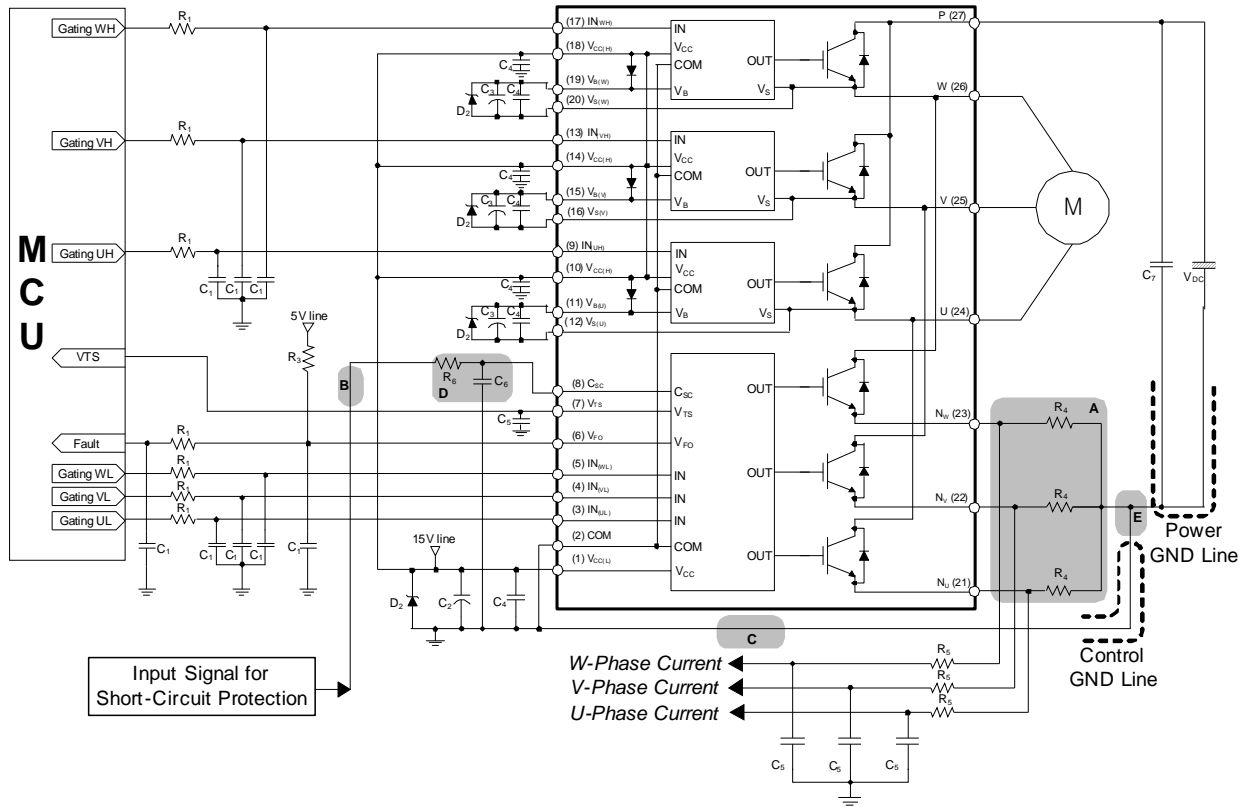 MCU
Gating WH
Gating VH
Gating UH
VTS
Fault
Gating WL
Gating VL
Gating UL
R1
R1
R1
R1
R1
R1
R1
C1
C1
C1
C1
C1
C1
C1
C1
5V line
R3
15V line
D2
C2
C4
B
R6
D
C6
C5
C4
D2
C3
C4
C4
D2
C3
C4
C4
D2
C3
C4
(17) IN(WH)
(18) VCC(H)
(19) VB(W)
(20) VS(W)
(13) IN(VH)
(14) VCC(H)
(15) VB(V)
(16) VS(V)
(9) IN(UH)
(10) VCC(H)
(11) VB(U)
(12) VS(U)
(8) CSC
(7) VTS
(6) VFO
(5) IN(WL)
(4) IN(VL)
(3) IN(UL)
(2) COM
(1) VCC(L)
IN
VCC
COM
VB
OUT
VS
IN
VCC
COM
VB
OUT
VS
IN
VCC
COM
VB
OUT
VS
CSC
VTS
VFO
IN
IN
IN
COM
VCC
OUT
OUT
OUT
P (27)
W (26)
V (25)
U (24)
NW (23)
NV (22)
NU (21)
M
C7
VDC
A
R4
R4
R4
E
Power
GND Line
Control
GND Line
C
Input Signal for
Short-Circuit Protection
W-Phase Current
V-Phase Current
U-Phase Current
R5
R5
R5
C5
C5
C5